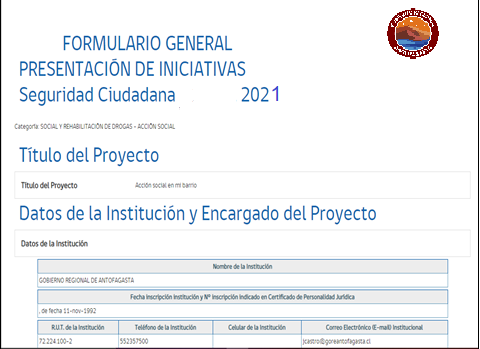 FORMULARIO GENERAL
PRESENTACIÓN DE INICIATIVAS
Seguridad Ciudadana 2021
Categoría: SOCIAL Y REHABILITACIÓN DE DROGAS - ACCIÓN SOCIAL
Título del Proyecto
Título del Proyecto Acción social en mi barrio
Datos de la Institución y Encargado del Proyecto
Datos de la Institución
Nombre de la Institución
GOBIERNO REGIONAL DE ANTOFAGASTA
Fecha Inscripción Institución y Nº Inscripción indicado en Certificado de Personalidad Jurídica
, de fecha 11-nov-1992
R.U.T. de la Institución Teléfono de la Institución Celular de la Institución Correo Electrónico (E-mail) Institucional
72.224.100-2 552357500 jcastro@goreantofagasta.cl